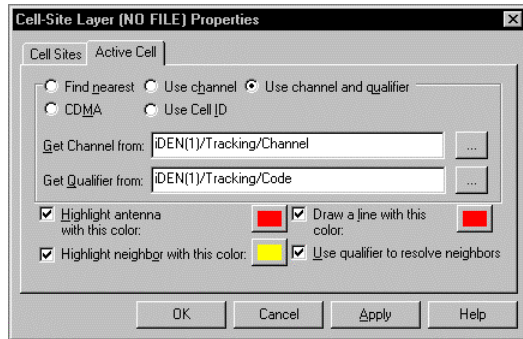 Cell-Site Layer (NO FILE) Properties
Cell Sites Active Cell
Find nearest Use channel Use channel and qualifier
CDMA Use Cell ID
Get Channel from: iDEN(1)/Tracking/Channel ...
Get Qualifier from: iDEN(1)/Tracking/Code ...
Highlight antenna with this color: Draw a line with this color:
Highlight neighbor with this color: Use qualifier to resolve neighbors
OK Cancel Apply Help